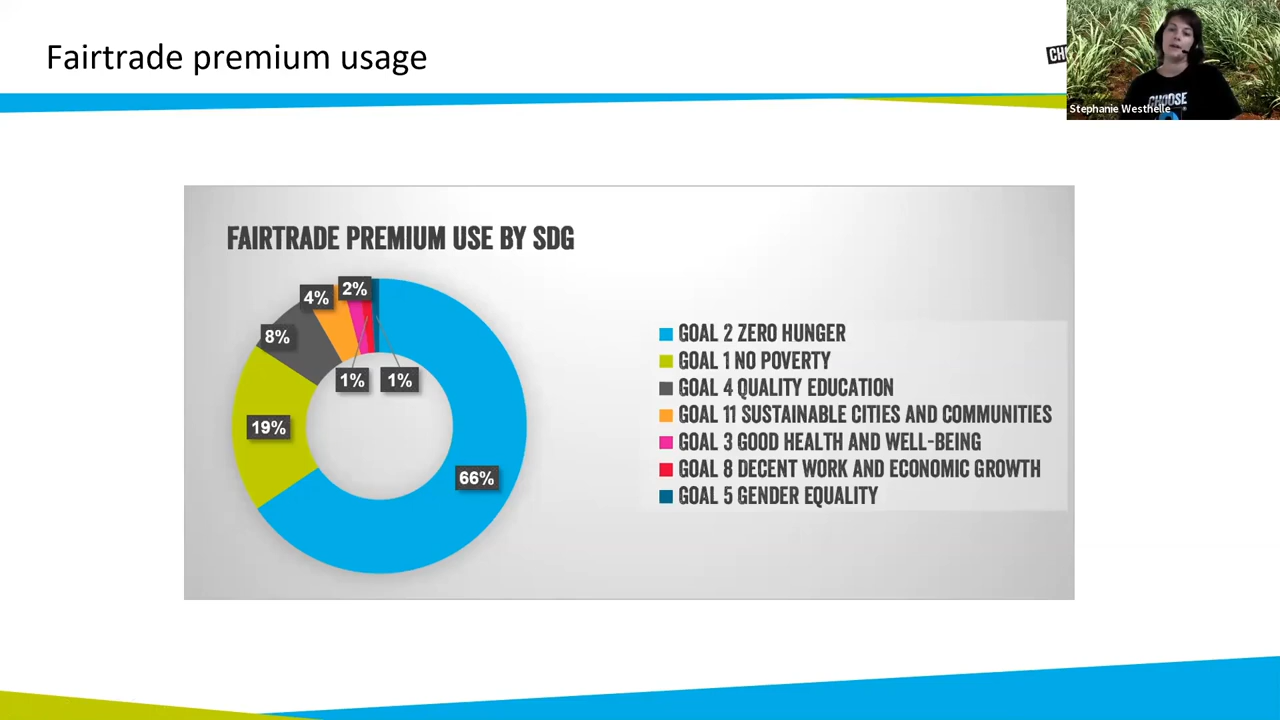 Fairtrade premium usage
CHOOSE
Stephanie Westhelle
FAIRTRADE PREMIUM USE BY SDG
4%
2%
8%
1%
1%
19%
66%
GOAL 2 ZERO HUNGER
GOAL 1 NO POVERTY
GOAL 4 QUALITY EDUCATION
GOAL 11 SUSTAINABLE CITIES AND COMMUNITIES
GOAL 3 GOOD HEALTH AND WELL-BEING
GOAL 8 DECENT WORK AND ECONOMIC GROWTH
GOAL 5 GENDER EQUALITY